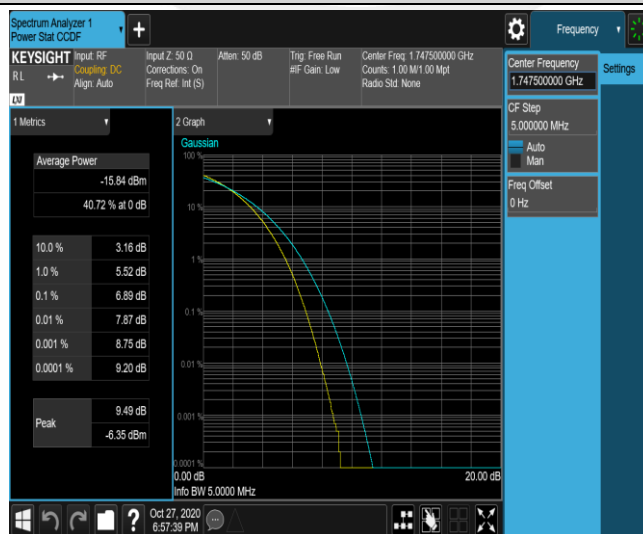 Spectrum Analyzer 1
Power Stat CCDF
Frequency
KEYSIGHT
RL
LXI
Input: RF
Coupling: DC
Align: Auto
Input Z: 50 Ω
Corrections: On
Freq Ref: Int (S)
Atten: 50 dB
Trig: Free Run
#IF Gain: Low
Center Freq: 1.747500000 GHz
Counts: 1.00 M/1.00 Mpt
Radio Std: None
Center Frequency
1.747500000 GHz
Settings
CF Step
5.000000 MHz
Auto
Man
Freq Offset
0 Hz
1 Metrics
Average Power
-15.84 dBm
40.72 % at 0 dB
10.0 % 3.16 dB
1.0 % 5.52 dB
0.1 % 6.89 dB
0.01 % 7.87 dB
0.001 % 8.75 dB
0.0001 % 9.20 dB
Peak
9.49 dB
-6.35 dBm
2 Graph
Gaussian
100 %
10 %
1 %
0.1 %
0.01 %
0.001 %
0.0001 %
0.00 dB 20.00 dB
Info BW 5.0000 MHz
?
Oct 27, 2020
6:57:39 PM